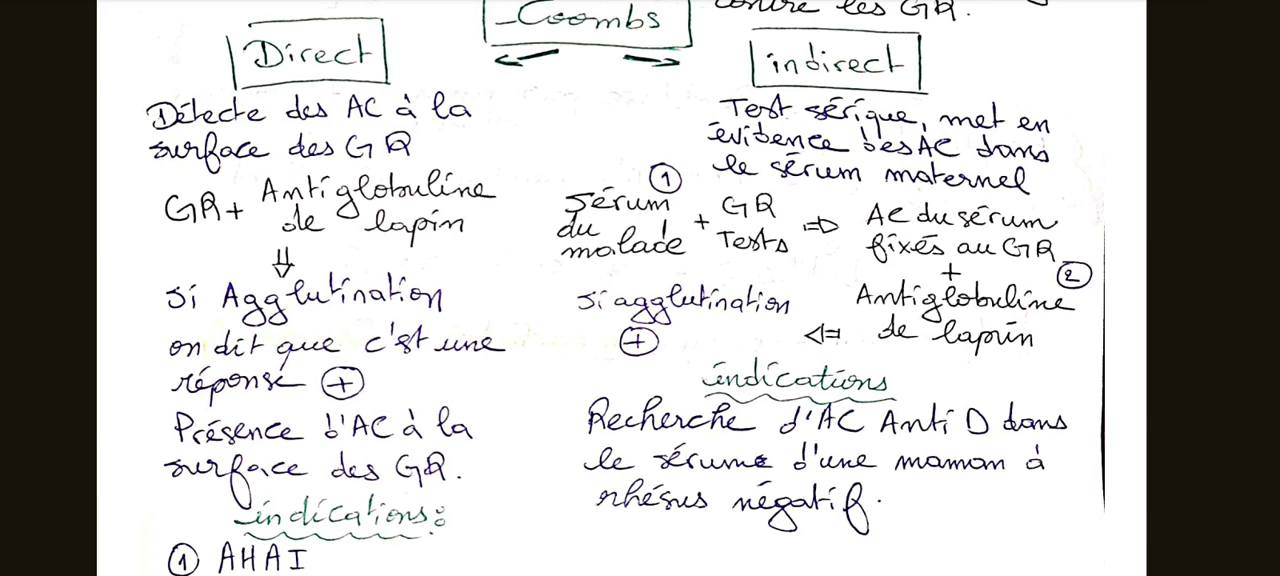 contre les GR.
Coombs
Direct
Détecte des AC à la
surface des GR
GR + Antiglobuline
de lapin
⇓
si Agglutination
on dit que c'est une
réponse ⊕
Présence d'AC à la
surface des GR.
indications :
① AHAI
indirect
Test sérique, met en
évidence des AC dans
le sérum maternel
① Sérum du malade + GR Tests ⇒ AC du sérum fixés au GR
+ ②
Antiglobuline
de lapin
⇐
si agglutination
⊕
indications
Recherche d'AC Anti D dans
le sérum d'une maman à
rhésus négatif.